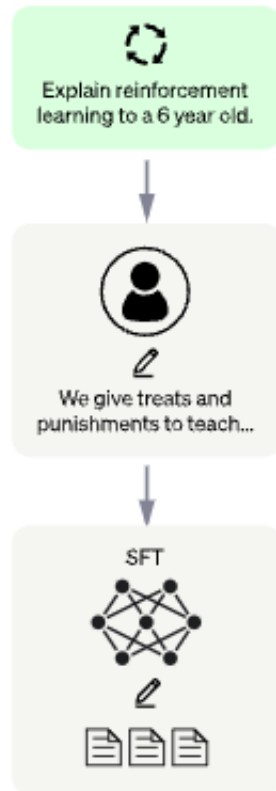 Explain reinforcement
learning to a 6 year old.
We give treats and
punishments to teach...
SFT